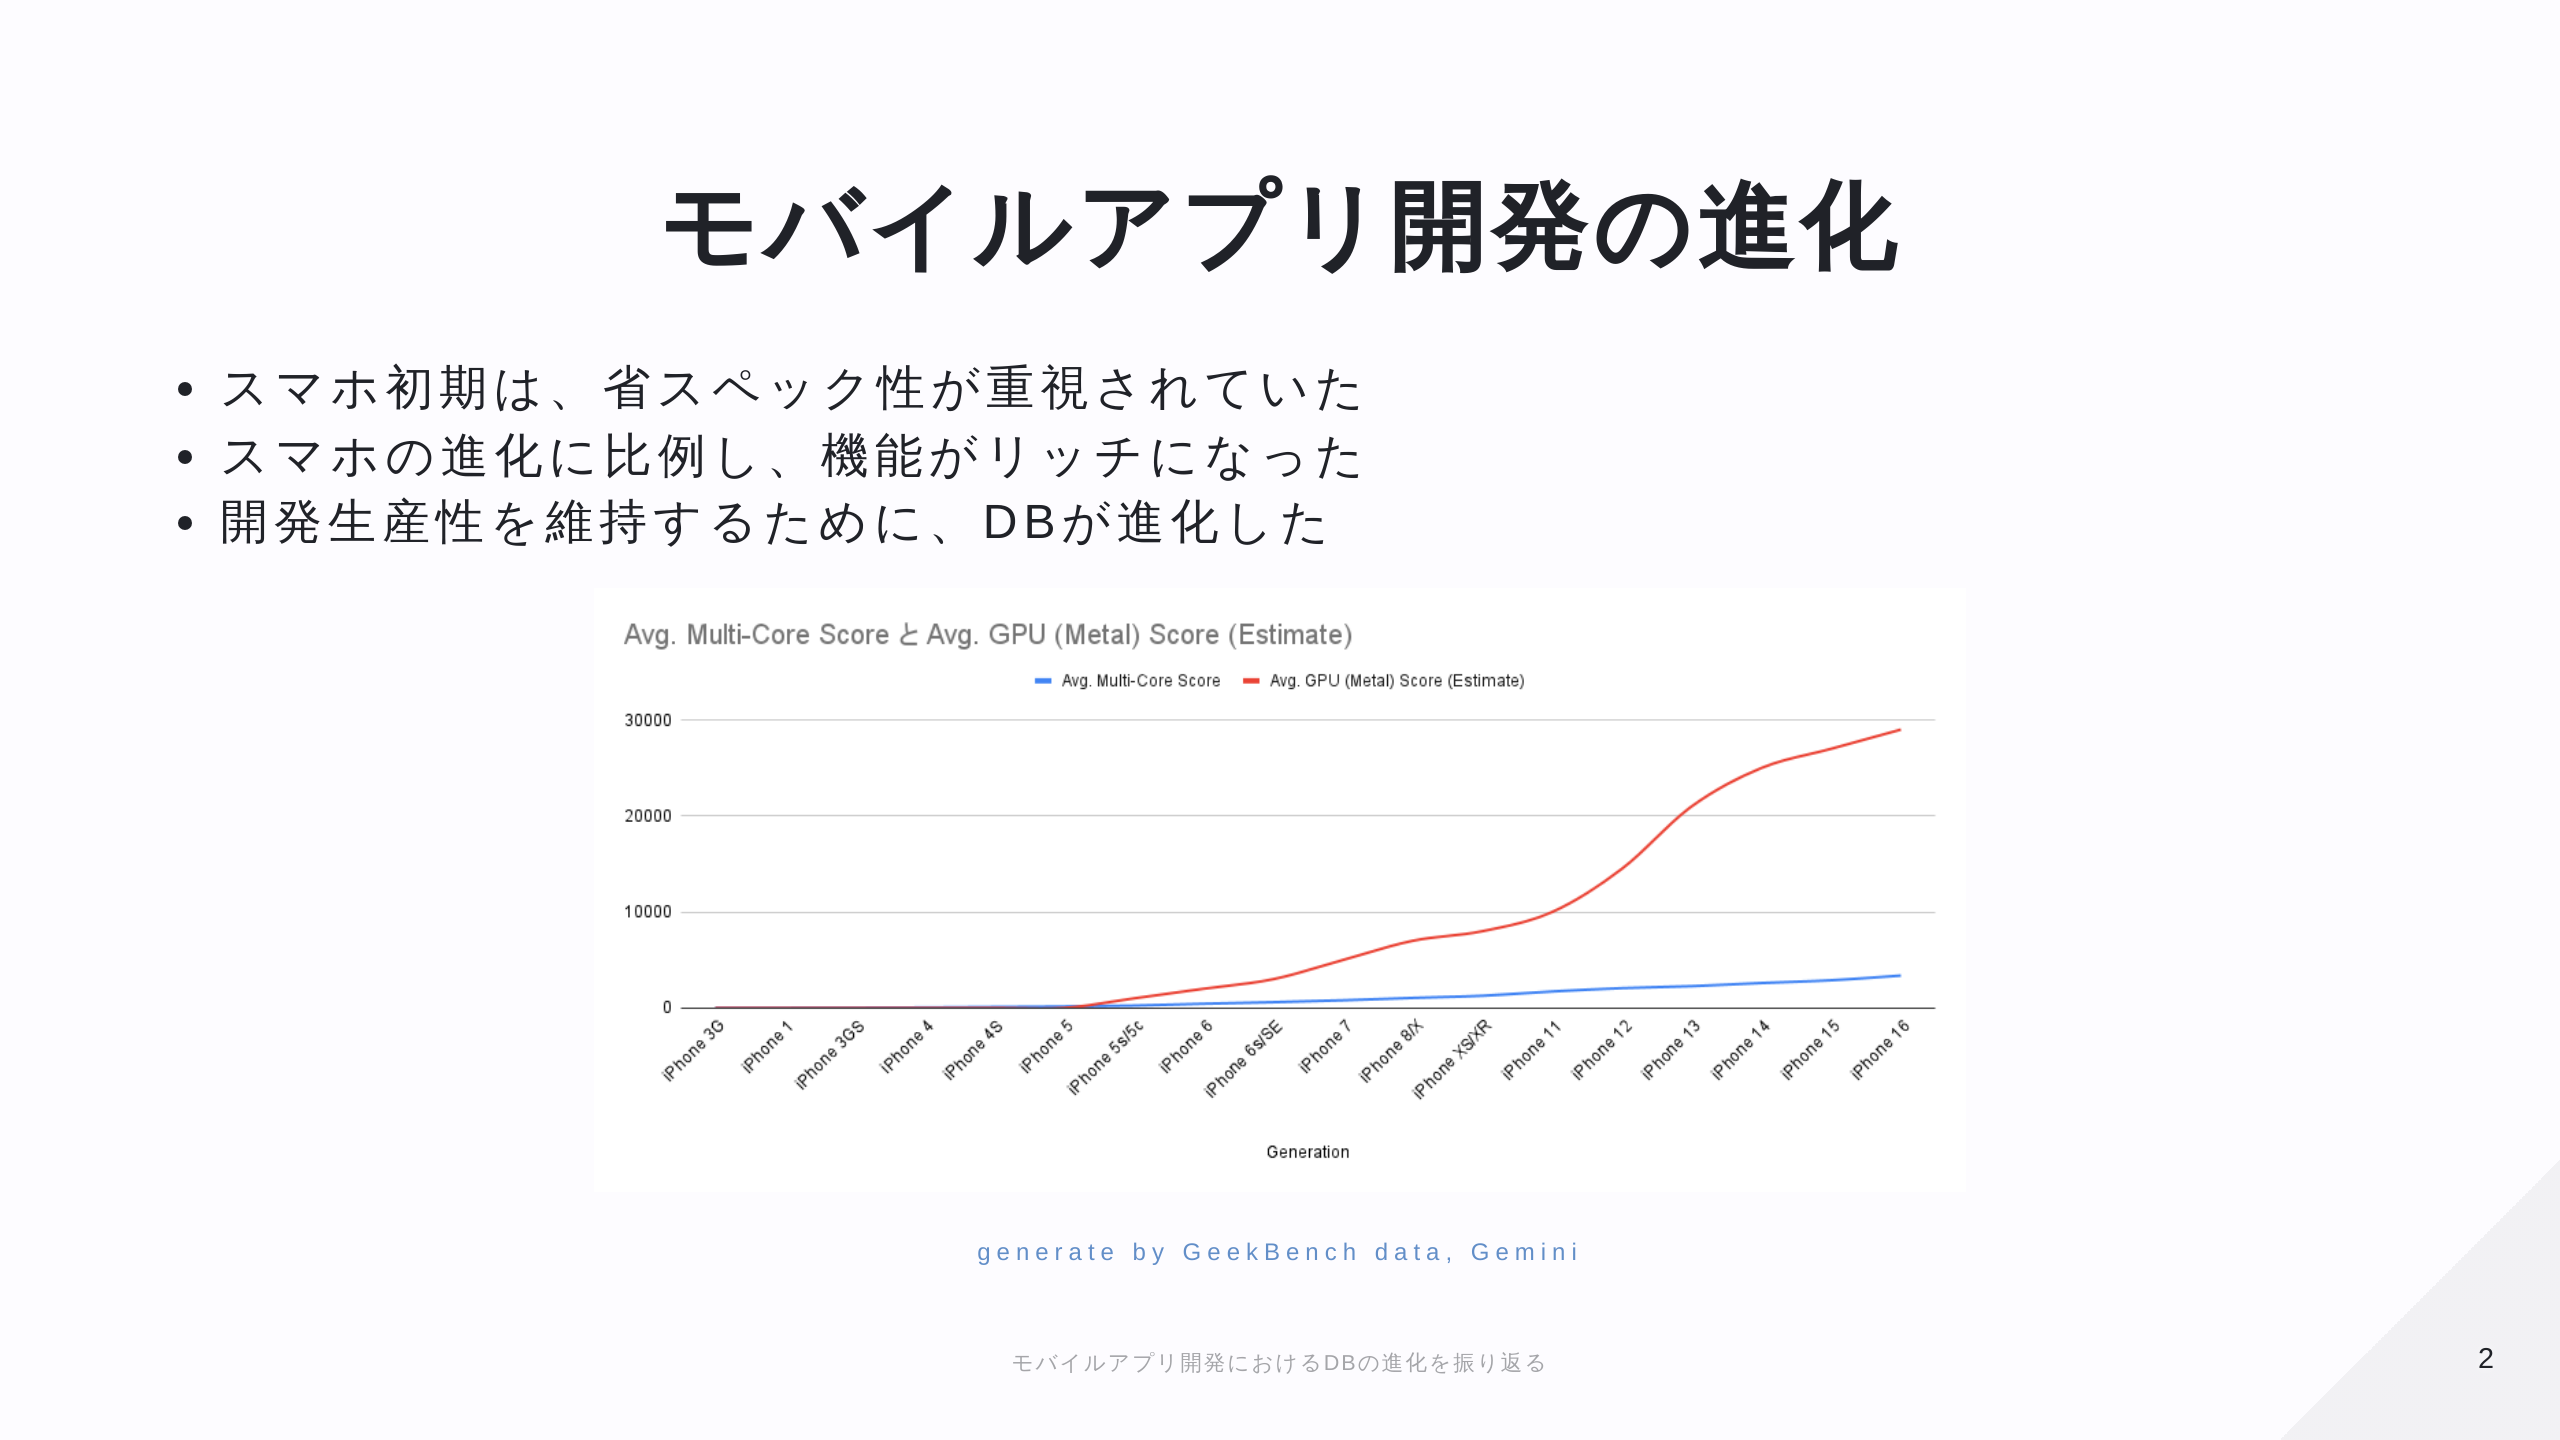 モバイルアプリ開発の進化
スマホ初期は、省スペック性が重視されていた
スマホの進化に比例し、機能がリッチになった
開発生産性を維持するために、DBが進化した
Avg. Multi-Core Score と Avg. GPU (Metal) Score (Estimate)
Avg. Multi-Core Score Avg. GPU (Metal) Score (Estimate)
30000
20000
10000
0
iPhone 3G iPhone 1 iPhone 3GS iPhone 4 iPhone 4S iPhone 5 iPhone 5s/5c iPhone 6 iPhone 6s/SE iPhone 7 iPhone 8/X iPhone XS/XR iPhone 11 iPhone 12 iPhone 13 iPhone 14 iPhone 15 iPhone 16
Generation
generate by GeekBench data, Gemini
モバイルアプリ開発におけるDBの進化を振り返る
2